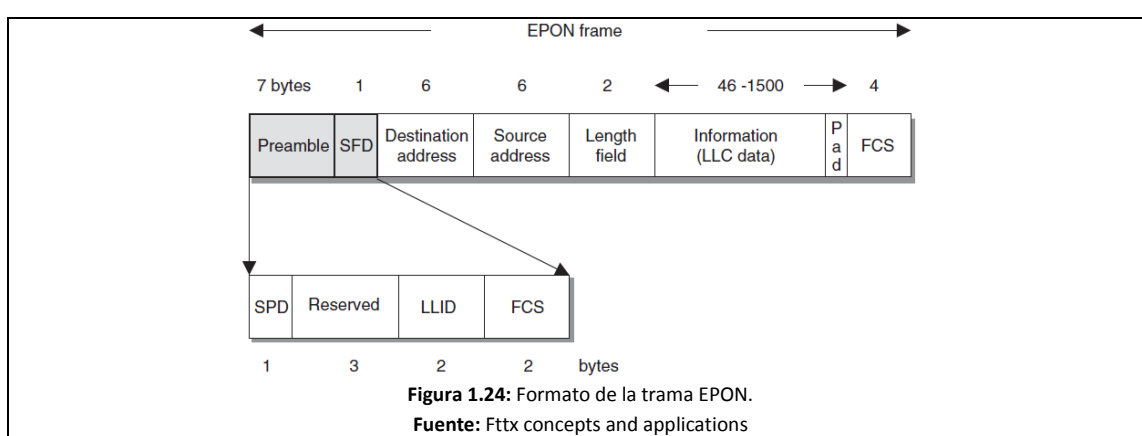 EPON frame
7 bytes 1 6 6 2 46 -1500 4
Preamble SFD Destination address Source address Length field Information (LLC data) Pad FCS
SPD Reserved LLID FCS
1 3 2 2 bytes
Figura 1.24: Formato de la trama EPON.
Fuente: Fttx concepts and applications